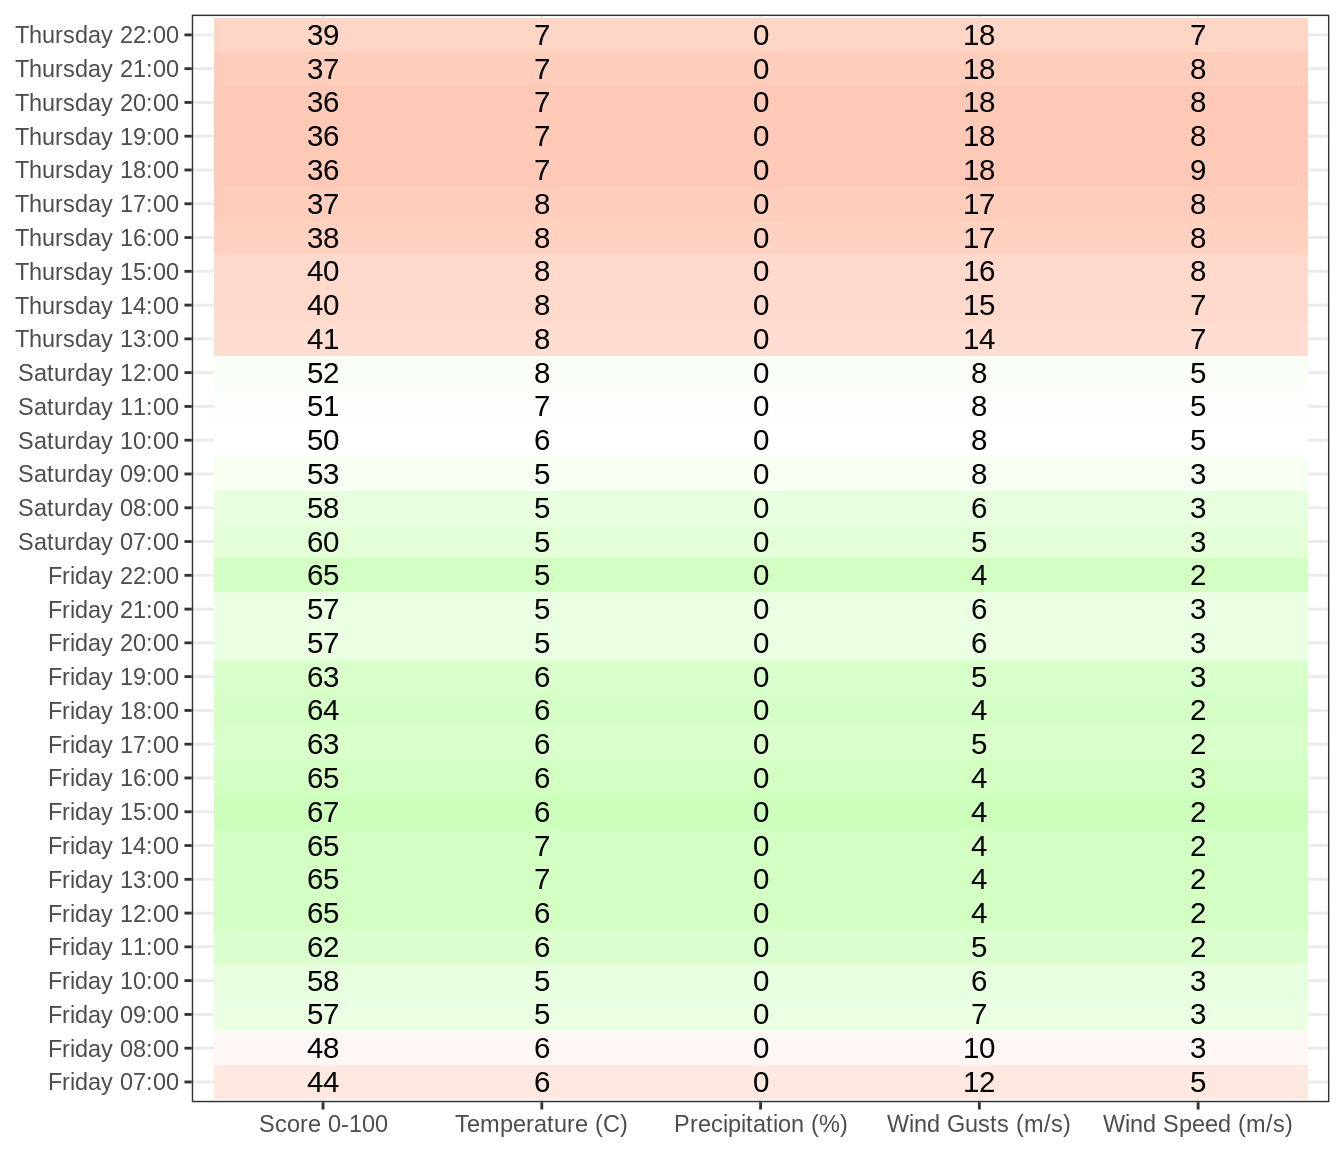 Thursday 22:00 39 7 0 18 7
Thursday 21:00 37 7 0 18 8
Thursday 20:00 36 7 0 18 8
Thursday 19:00 36 7 0 18 8
Thursday 18:00 36 7 0 18 9
Thursday 17:00 37 8 0 17 8
Thursday 16:00 38 8 0 17 8
Thursday 15:00 40 8 0 16 8
Thursday 14:00 40 8 0 15 7
Thursday 13:00 41 8 0 14 7
Saturday 12:00 52 8 0 8 5
Saturday 11:00 51 7 0 8 5
Saturday 10:00 50 6 0 8 5
Saturday 09:00 53 5 0 8 3
Saturday 08:00 58 5 0 6 3
Saturday 07:00 60 5 0 5 3
Friday 22:00 65 5 0 4 2
Friday 21:00 57 5 0 6 3
Friday 20:00 57 5 0 6 3
Friday 19:00 63 6 0 5 3
Friday 18:00 64 6 0 4 2
Friday 17:00 63 6 0 5 2
Friday 16:00 65 6 0 4 3
Friday 15:00 67 6 0 4 2
Friday 14:00 65 7 0 4 2
Friday 13:00 65 7 0 4 2
Friday 12:00 65 6 0 4 2
Friday 11:00 62 6 0 5 2
Friday 10:00 58 5 0 6 3
Friday 09:00 57 5 0 7 3
Friday 08:00 48 6 0 10 3
Friday 07:00 44 6 0 12 5
Score 0-100 Temperature (C) Precipitation (%) Wind Gusts (m/s) Wind Speed (m/s)